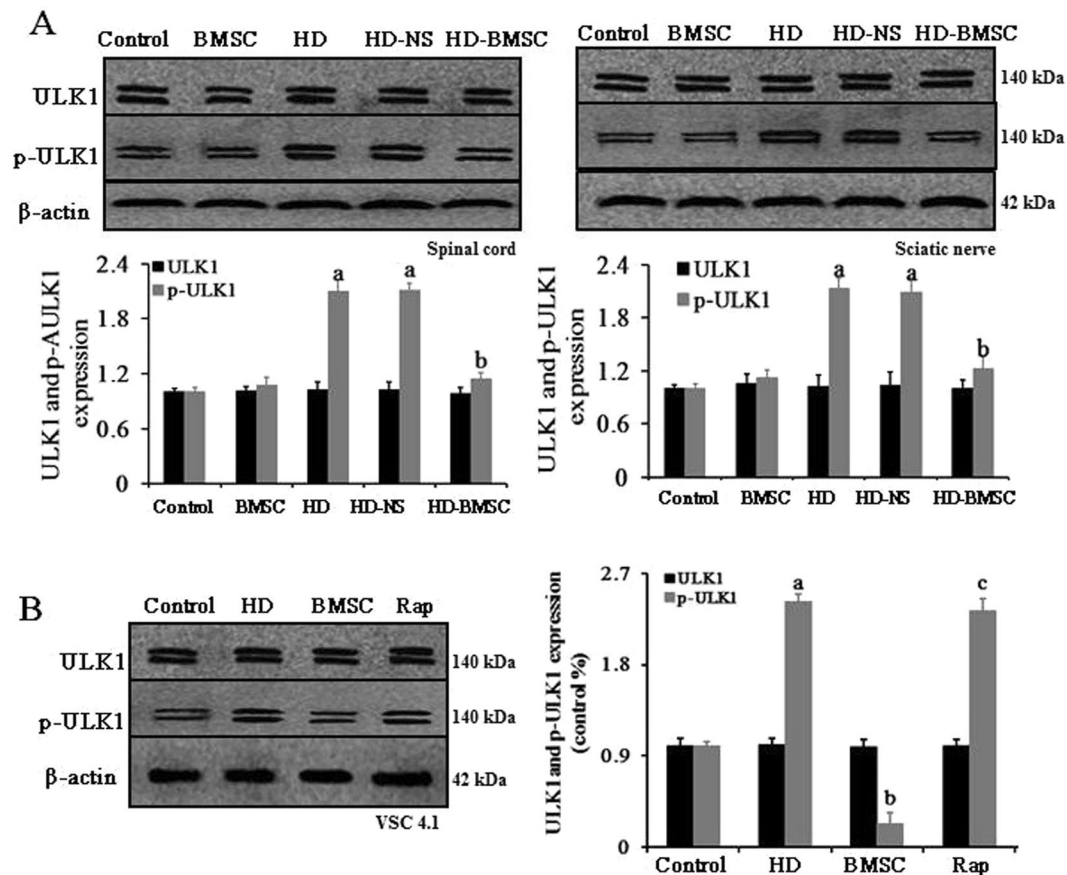 A
Control BMSC HD HD-NS HD-BMSC
ULK1
p-ULK1
β-actin
Spinal cord
Control BMSC HD HD-NS HD-BMSC
140 kDa
140 kDa
42 kDa
Sciatic nerve
ULK1 and p-AULK1
expression
2.4
1.8
1.2
0.6
0
ULK1
p-ULK1
a
a
b
Control BMSC HD HD-NS HD-BMSC
ULK1 and p-ULK1
expression
2.4
1.8
1.2
0.6
0
ULK1
p-ULK1
a
a
b
Control BMSC HD HD-NS HD-BMSC
B
Control HD BMSC Rap
ULK1
140 kDa
p-ULK1
140 kDa
β-actin
42 kDa
VSC 4.1
ULK1and p-ULK1 expression
(control %)
2.7
1.8
0.9
0
ULK1
p-ULK1
a
b
c
Control HD BMSC Rap